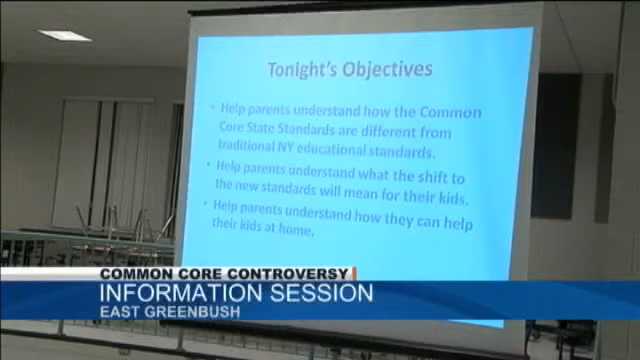 Tonight's Objectives
• Help parents understand how the Common
Core State Standards are different from
traditional NY educational standards.
• Help parents understand what the shift to
the new standards will mean for their kids.
• Help parents understand how they can help
their kids at home.
COMMON CORE CONTROVERSY
INFORMATION SESSION
EAST GREENBUSH